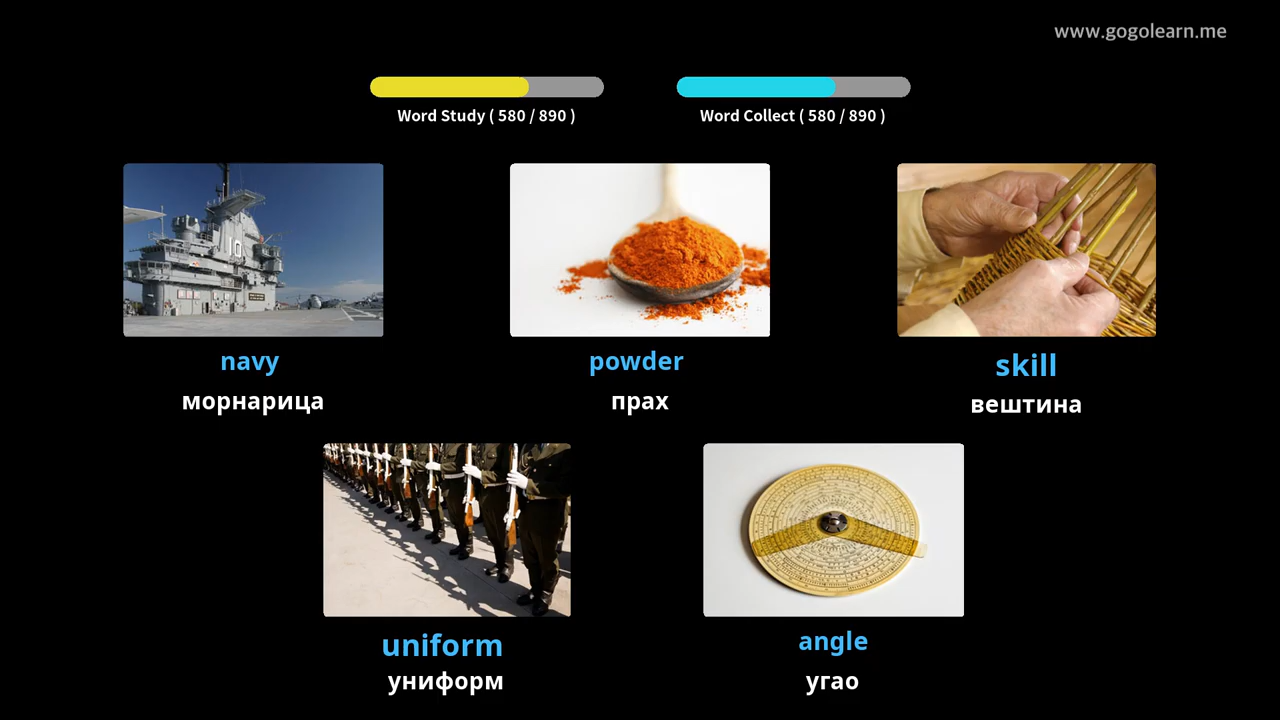 www.gogolearn.me
Word Study ( 580 / 890 )
Word Collect ( 580 / 890 )
10
navy
powder
skill
морнарица
прах
вештина
uniform
angle
униформ
угао